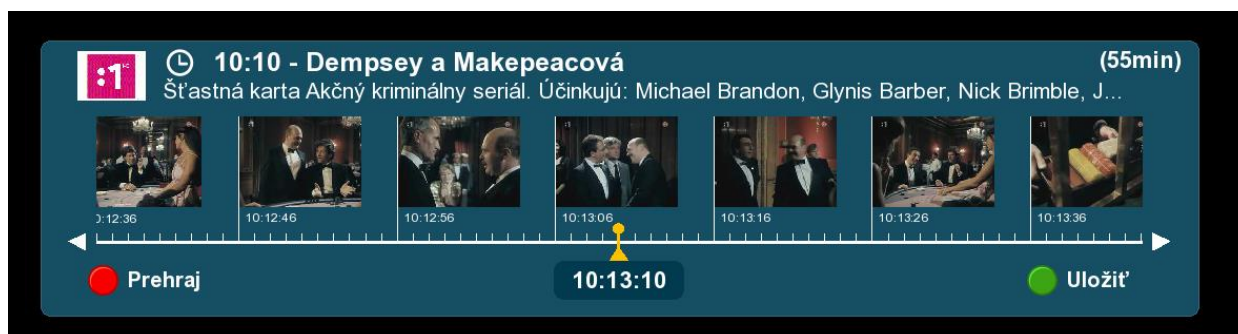 :1
10:10 - Dempsey a Makepeacová
(55min)
Šťastná karta Akčný kriminálny seriál. Účinkujú: Michael Brandon, Glynis Barber, Nick Brimble, J...
):12:36
10:12:46
10:12:56
10:13:06
10:13:16
10:13:26
10:13:36
Prehraj
10:13:10
Uložiť